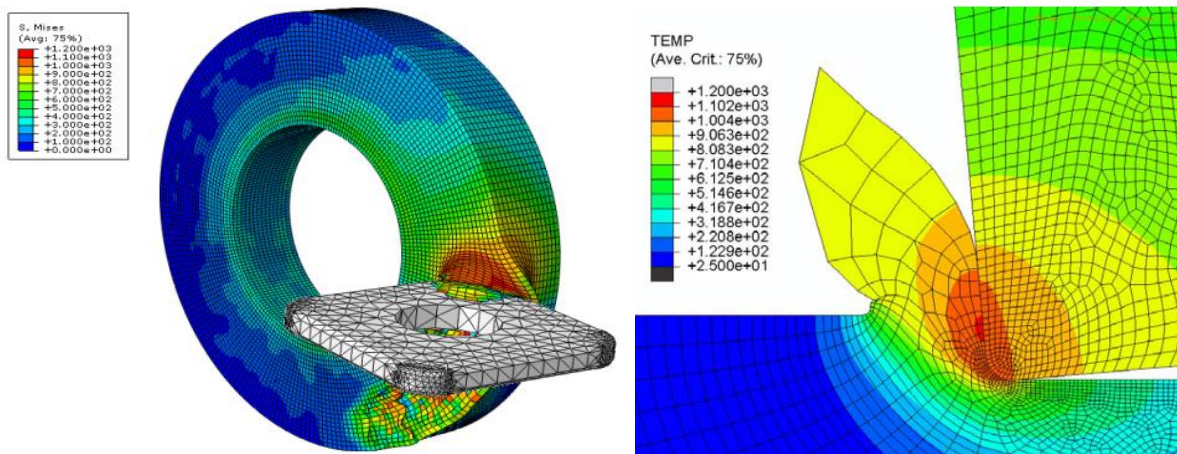 S, Mises
(Avg: 75%)
+1.200e+03
+1.100e+03
+1.000e+03
+9.000e+02
+8.000e+02
+7.000e+02
+6.000e+02
+5.000e+02
+4.000e+02
+3.000e+02
+2.000e+02
+1.000e+02
+0.000e+00
TEMP
(Ave. Crit.: 75%)
+1.200e+03
+1.102e+03
+1.004e+03
+9.063e+02
+8.083e+02
+7.104e+02
+6.125e+02
+5.146e+02
+4.167e+02
+3.188e+02
+2.208e+02
+1.229e+02
+2.500e+01